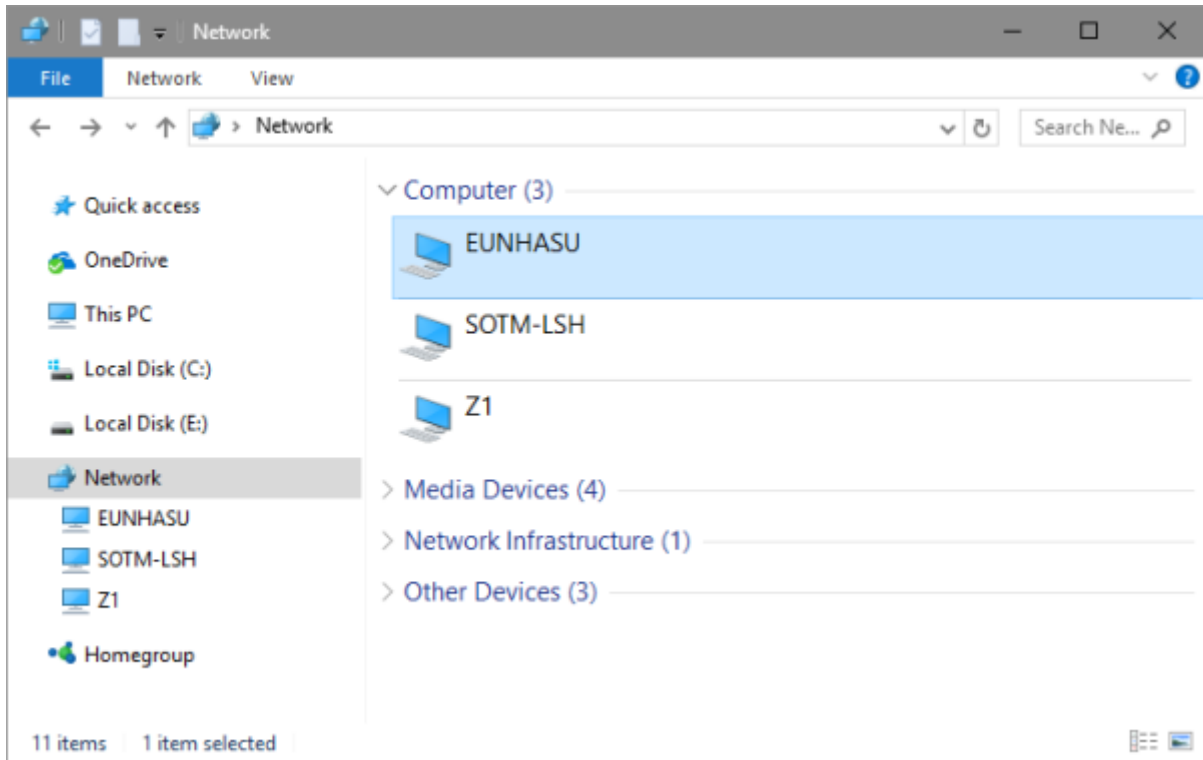 Network
File Network View
Network
Search Ne...
Quick access
OneDrive
This PC
Local Disk (C:)
Local Disk (E:)
Network
EUNHASU
SOTM-LSH
Z1
Homegroup
Computer (3)
EUNHASU
SOTM-LSH
Z1
Media Devices (4)
Network Infrastructure (1)
Other Devices (3)
11 items 1 item selected